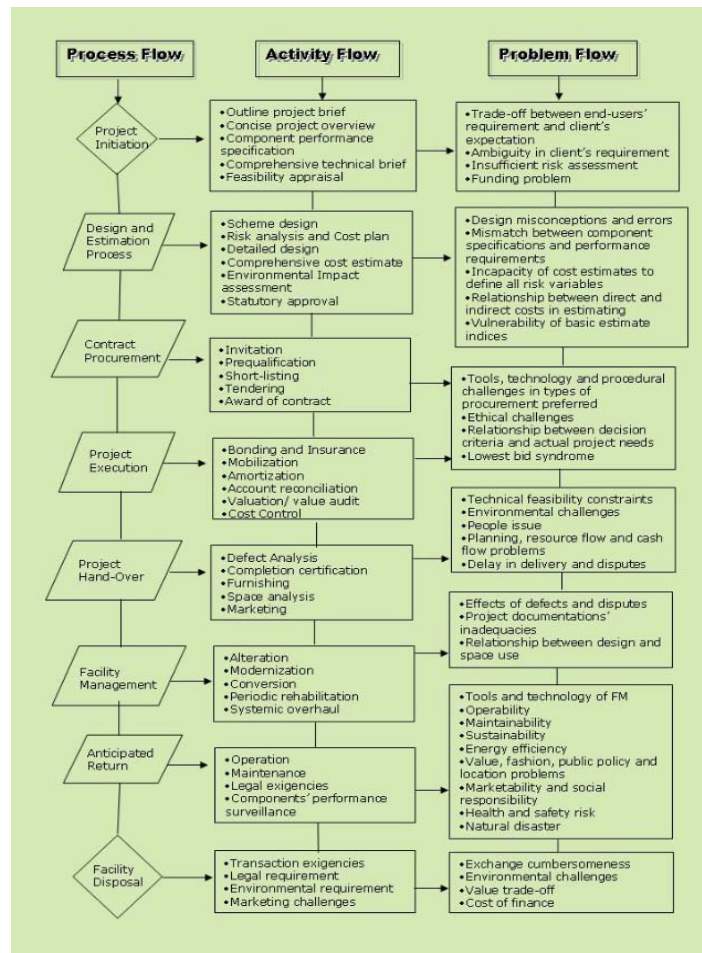 Process Flow
Activity Flow
Problem Flow
Project
Initiation
•Outline project brief
•Concise project overview
•Component performance
specification
•Comprehensive technical brief
•Feasibility appraisal
•Trade-off between end-users'
requirement and client's
expectation
•Ambiguity in client's requirement
•Insufficient risk assessment
•Funding problem
Design and
Estimation
Process
•Scheme design
•Risk analysis and Cost plan
•Detailed design
•Comprehensive cost estimate
•Environmental Impact
assessment
•Statutory approval
•Design misconceptions and errors
•Mismatch between component
specifications and performance
requirements
•Incapacity of cost estimates to
define all risk variables
•Relationship between direct and
indirect costs in estimating
•Vulnerability of basic estimate
indices
Contract
Procurement
•Invitation
•Prequalification
•Short-listing
•Tendering
•Award of contract
•Tools, technology and procedural
challenges in types of
procurement preferred
•Ethical challenges
•Relationship between decision
criteria and actual project needs
•Lowest bid syndrome
Project
Execution
•Bonding and Insurance
•Mobilization
•Amortization
•Account reconciliation
•Valuation/ value audit
•Cost Control
•Technical feasibility constraints
•Environmental challenges
•People issue
•Planning, resource flow and cash
flow problems
•Delay in delivery and disputes
Project
Hand-Over
•Defect Analysis
•Completion certification
•Furnishing
•Space analysis
•Marketing
•Effects of defects and disputes
•Project documentations'
inadequacies
•Relationship between design and
space use
Facility
Management
•Alteration
•Modernization
•Conversion
•Periodic rehabilitation
•Systemic overhaul
•Tools and technology of FM
•Operability
•Maintainability
•Sustainability
•Energy efficiency
•Value, fashion, public policy and
location problems
•Marketability and social
responsibility
•Health and safety risk
•Natural disaster
Anticipated
Return
•Operation
•Maintenance
•Legal exigencies
•Components' performance
surveillance
Facility
Disposal
•Transaction exigencies
•Legal requirement
•Environmental requirement
•Marketing challenges
•Exchange cumbersomeness
•Environmental challenges
•Value trade-off
•Cost of finance